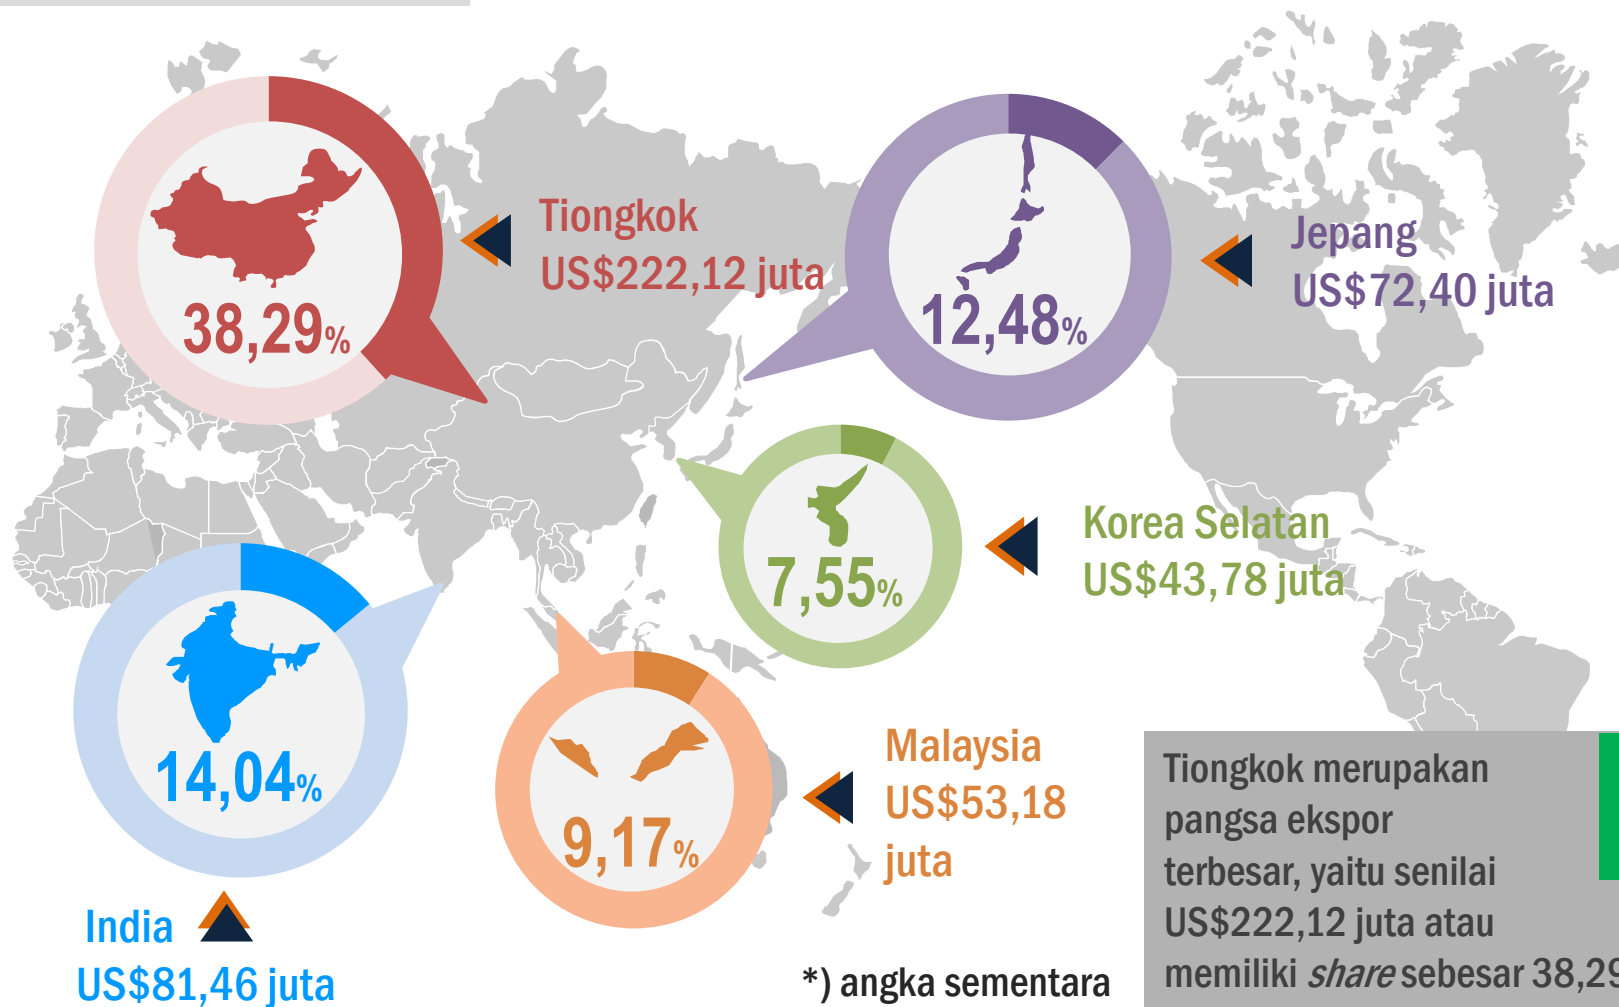 Tiongkok
US$222,12 juta
38,29%
Jepang
US$72,40 juta
12,48%
Korea Selatan
US$43,78 juta
7,55%
14,04%
India
US$81,46 juta
9,17%
Malaysia
US$53,18
juta
*) angka sementara
Tiongkok merupakan
pangsa ekspor
terbesar, yaitu senilai
US$222,12 juta atau
memiliki share sebesar 38,29